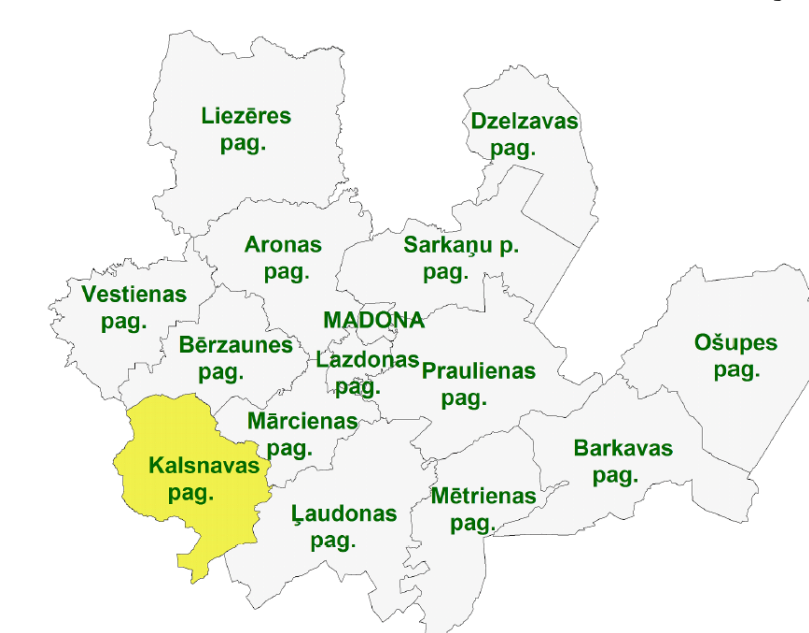 Liezēres
pag.
Dzelzavas
pag.
Aronas
pag.
Sarkaņu p.
pag.
Vestienas
pag.
MADONA
Bērzaunes
pag.
Lazdonas
pag.
Praulienas
pag.
Ošupes
pag.
Mārcienas
pag.
Barkavas
pag.
Kalsnavas
pag.
Mētrienas
pag.
Ļaudonas
pag.